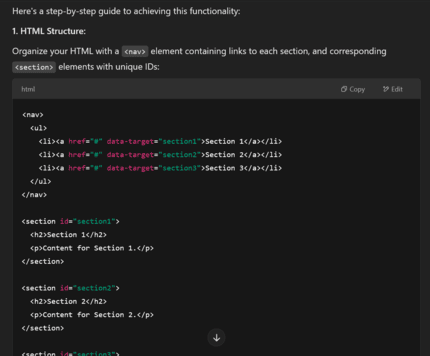 Here's a step-by-step guide to achieving this functionality:
1. HTML Structure:
Organize your HTML with a <nav> element containing links to each section, and corresponding
<section> elements with unique IDs:
html Copy Edit
<nav>
<ul>
<li><a href="#" data-target="section1">Section 1</a></li>
<li><a href="#" data-target="section2">Section 2</a></li>
<li><a href="#" data-target="section3">Section 3</a></li>
</ul>
</nav>
<section id="section1">
<h2>Section 1</h2>
<p>Content for Section 1.</p>
</section>
<section id="section2">
<h2>Section 2</h2>
<p>Content for Section 2.</p>
</section>
<section id="section3">